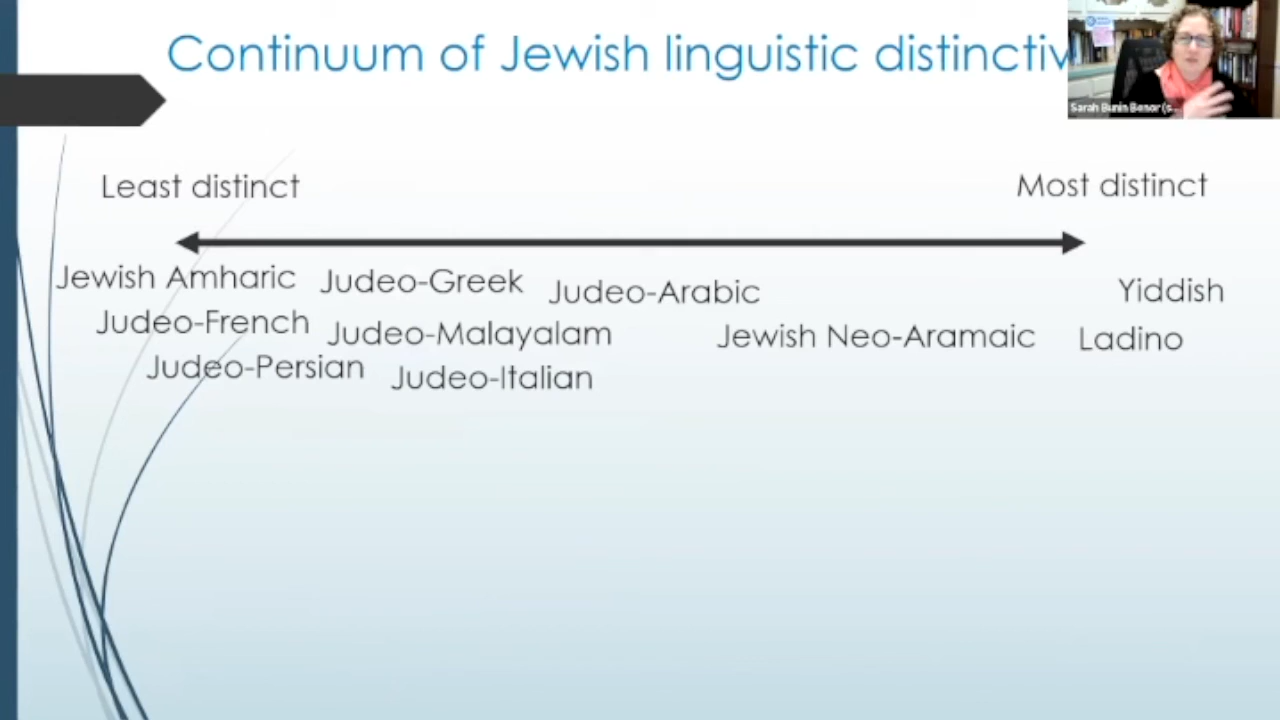 Continuum of Jewish linguistic distinctiv
Sarah Bunin Benor (s...
Least distinct
Most distinct
Jewish Amharic
Judeo-Greek
Judeo-Arabic
Yiddish
Judeo-French
Judeo-Malayalam
Jewish Neo-Aramaic
Ladino
Judeo-Persian
Judeo-Italian